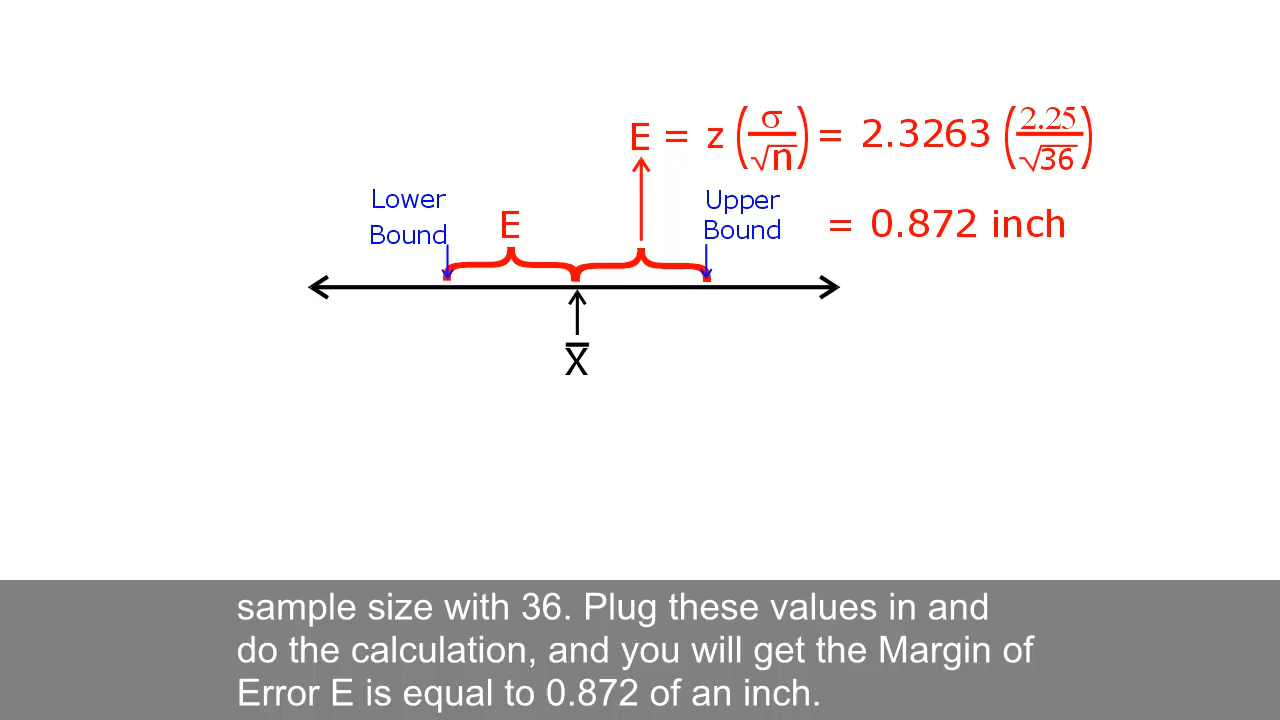 E = z (σ/√n) = 2.3263 (2.25/√36)
Lower
Bound
E
Upper
Bound
= 0.872 inch
X̅
sample size with 36. Plug these values in and
do the calculation, and you will get the Margin of
Error E is equal to 0.872 of an inch.